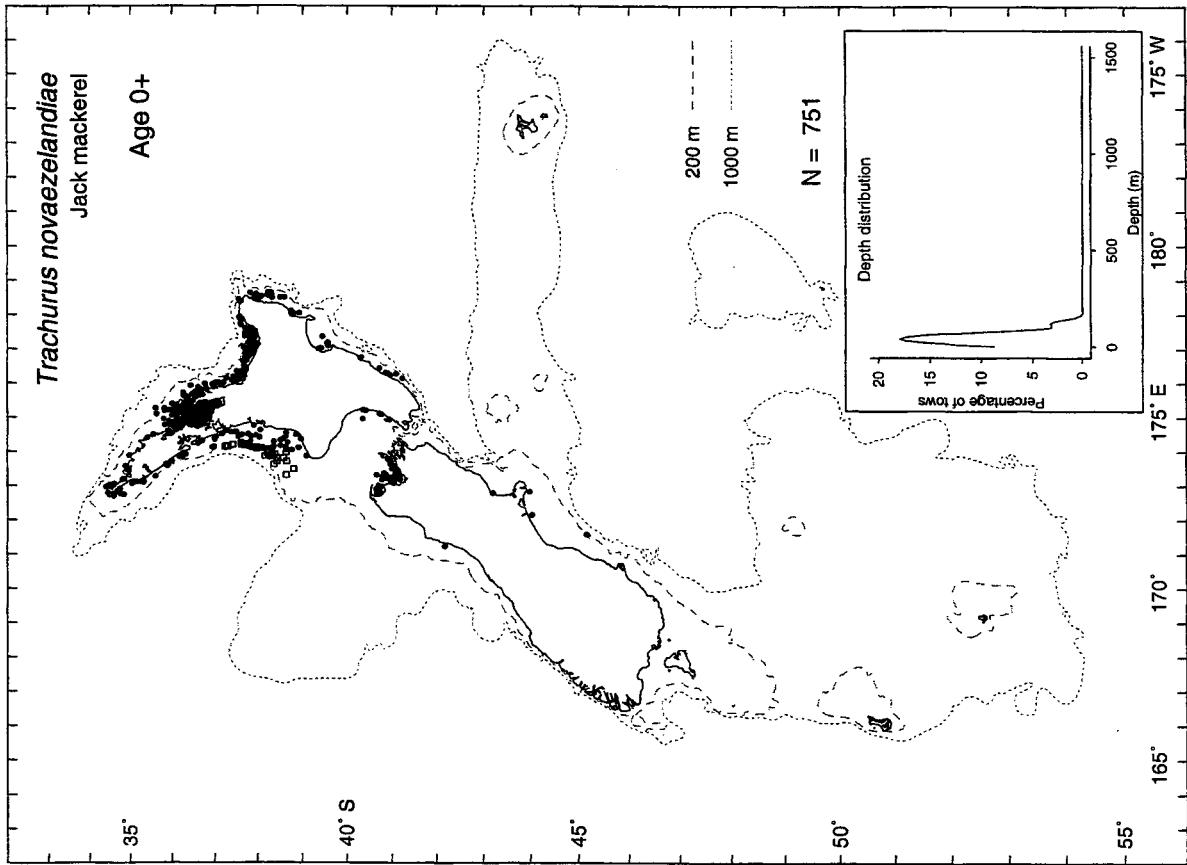 Trachurus novaezelandiae
Jack mackerel
Age 0+
35°
40° S
45°
50°
55°
200 m
1000 m
N = 751
Depth distribution
Percentage of tows
20
15
10
5
0
0
500
1000
1500
Depth (m)
165°
170°
175° E
180°
175° W